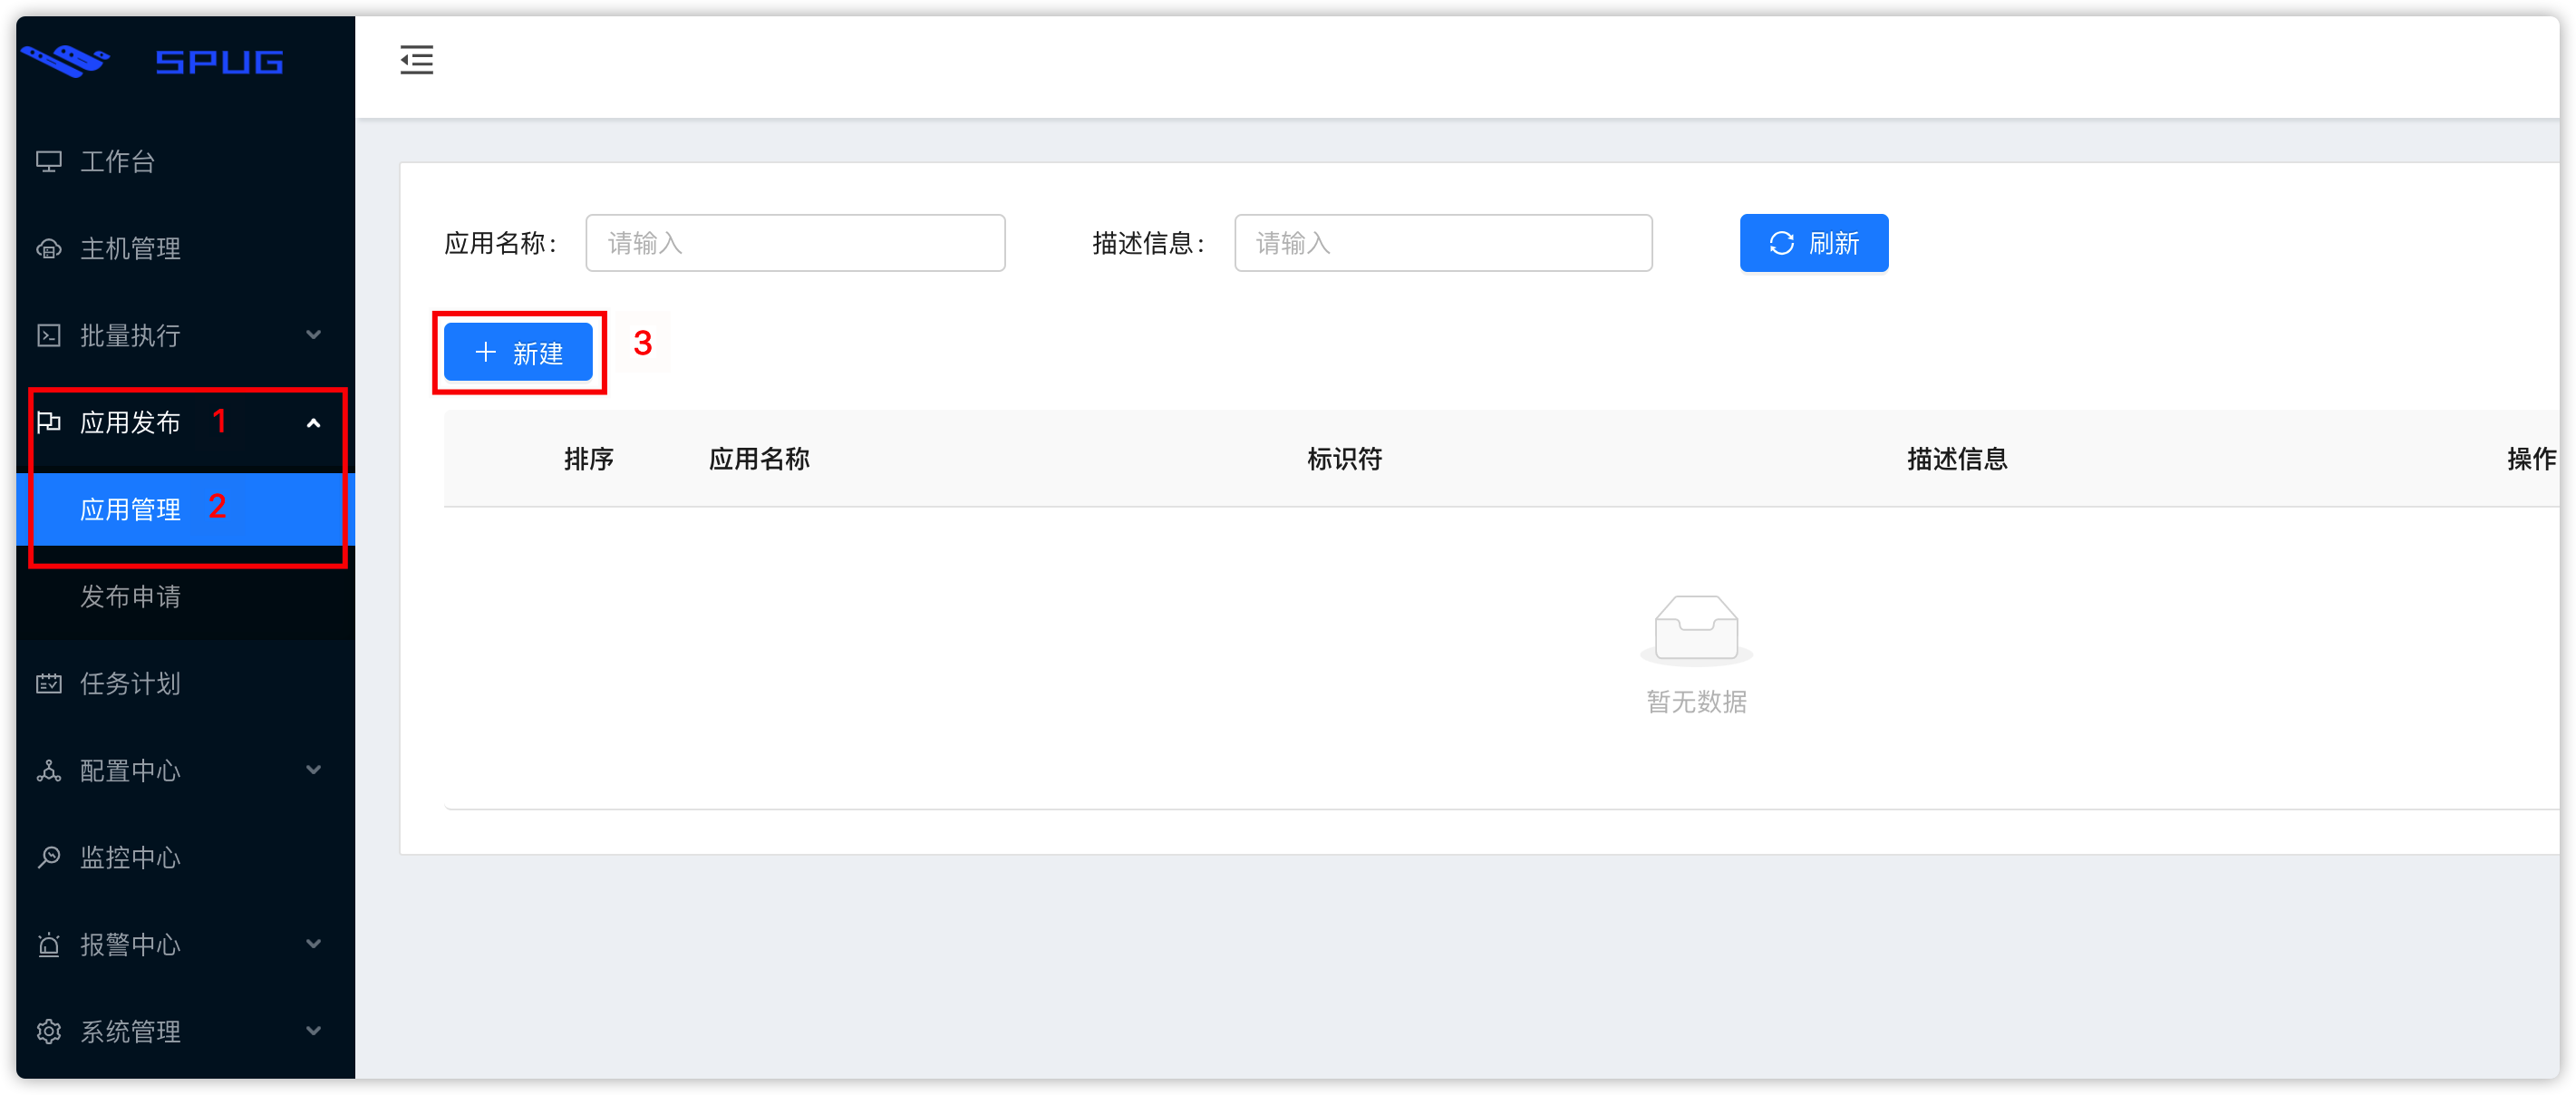 SPUG
工作台
主机管理
批量执行
应用发布 1
应用管理 2
发布申请
任务计划
配置中心
监控中心
报警中心
系统管理
应用名称： 请输入 描述信息： 请输入 刷新
新建 3
排序 应用名称 标识符 描述信息 操作
暂无数据